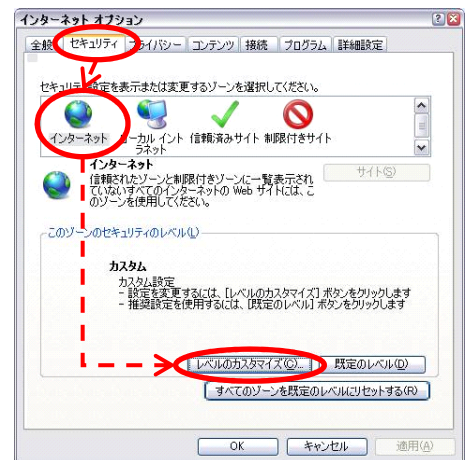 インターネット オプション
全般 セキュリティ プライバシー コンテンツ 接続 プログラム 詳細設定
セキュリティ設定を表示または変更するゾーンを選択してください。
インターネット ローカル イントラネット 信頼済みサイト 制限付きサイト
インターネット
サイト(S)
信頼されたゾーンと制限付きゾーンに一覧表示され
ていないすべてのインターネットの Web サイトには、こ
のゾーンを使用してください。
このゾーンのセキュリティのレベル(L)
カスタム
カスタム設定
- 設定を変更するには、[レベルのカスタマイズ] ボタンをクリックします
- 推奨設定を使用するには、[既定のレベル] ボタンをクリックします
レベルのカスタマイズ(C)... 既定のレベル(D)
すべてのゾーンを既定のレベルにリセットする(R)
OK キャンセル 適用(A)